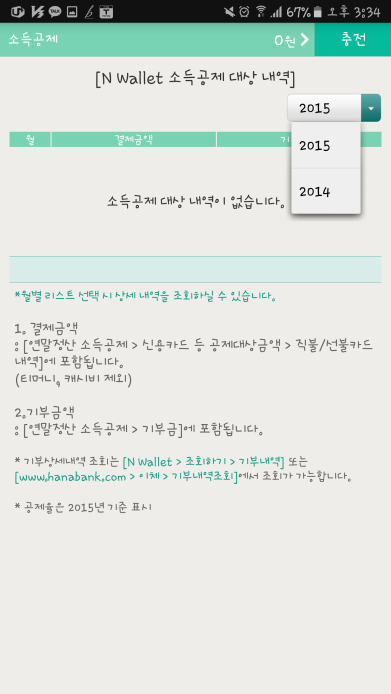 67% 오후 3:34
소득공제 0원 충전
[N Wallet 소득공제 대상 내역]
2015
월 결제금액 기
2015
2014
소득공제 대상 내역이 없습니다.
*월별 리스트 선택 시 상세 내역을 조회하실 수 있습니다.
1. 결제금액
: [연말정산 소득공제 > 신용카드 등 공제대상금액 > 직불/선불카드
내역]에 포함됩니다.
(티머니, 캐시비 제외)
2.기부금액
: [연말정산 소득공제 > 기부금]에 포함됩니다.
* 기부상세내역 조회는 [N Wallet > 조회하기 > 기부내역] 또는
[www.hanabank.com > 이체 > 기부내역조회]에서 조회가 가능합니다.
* 공제율은 2015년 기준 표시